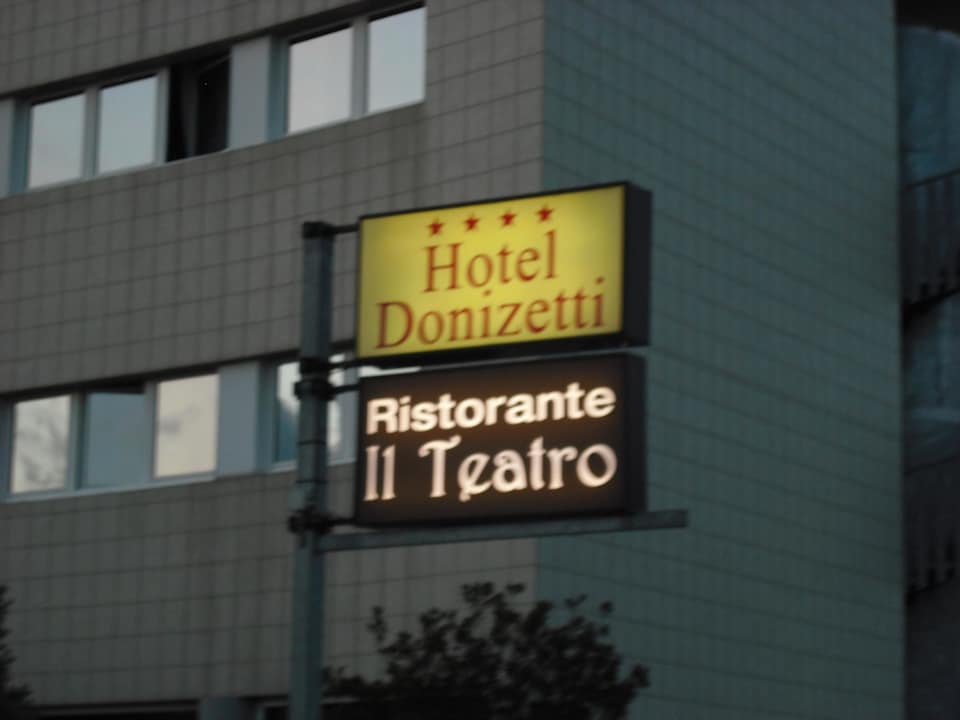 Hotel
Donizetti
Ristorante
Il Teatro